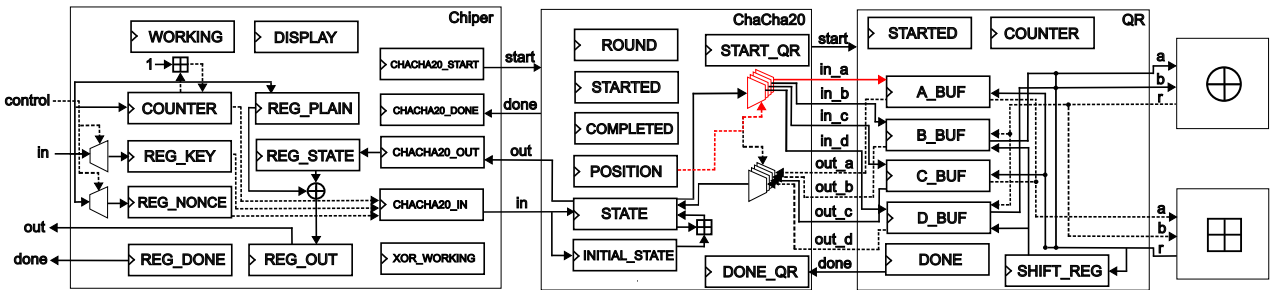 Chiper
ChaCha20
QR
WORKING
DISPLAY
1
COUNTER
REG_PLAIN
REG_KEY
REG_STATE
REG_NONCE
REG_DONE
REG_OUT
CHACHA20_START
CHACHA20_DONE
CHACHA20_OUT
CHACHA20_IN
XOR_WORKING
control
in
out
done
start
done
out
in
ROUND
STARTED
COMPLETED
POSITION
STATE
INITIAL_STATE
START_QR
DONE_QR
start
in_a
in_b
in_c
in_d
out_a
out_b
out_c
out_d
done
STARTED
COUNTER
A_BUF
B_BUF
C_BUF
D_BUF
DONE
SHIFT_REG
a
b
r
a
b
r